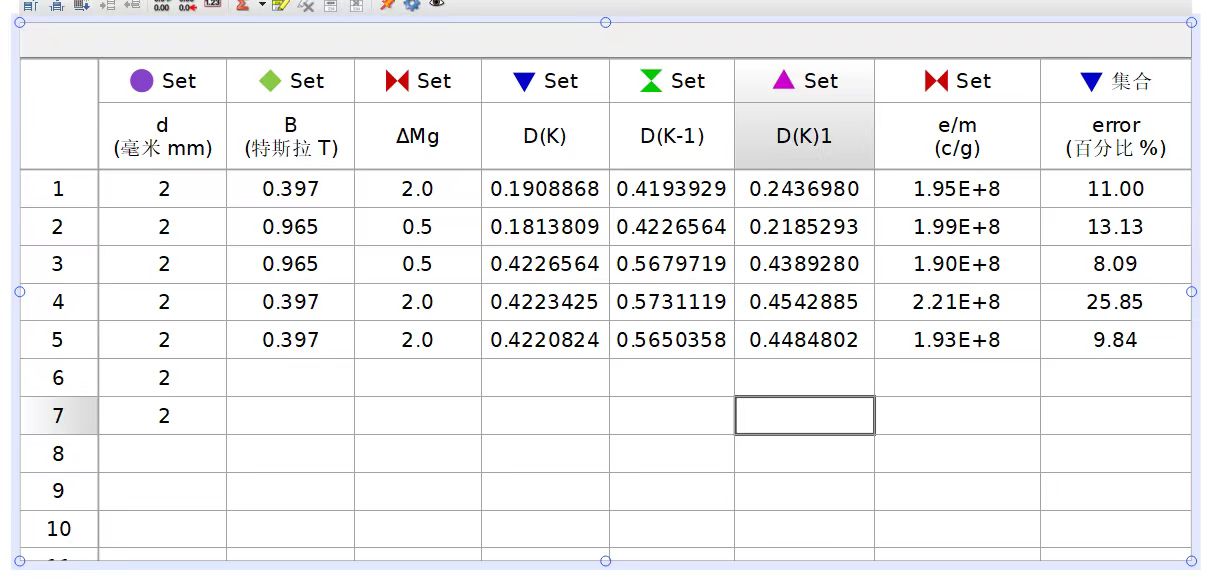 Set Set Set Set Set Set Set 集合
d B ΔMg D(K) D(K-1) D(K)1 e/m error
(毫米 mm) (特斯拉 T) (c/g) (百分比 %)
1 2 0.397 2.0 0.1908868 0.4193929 0.2436980 1.95E+8 11.00
2 2 0.965 0.5 0.1813809 0.4226564 0.2185293 1.99E+8 13.13
3 2 0.965 0.5 0.4226564 0.5679719 0.4389280 1.90E+8 8.09
4 2 0.397 2.0 0.4223425 0.5731119 0.4542885 2.21E+8 25.85
5 2 0.397 2.0 0.4220824 0.5650358 0.4484802 1.93E+8 9.84
6 2
7 2
8
9
10